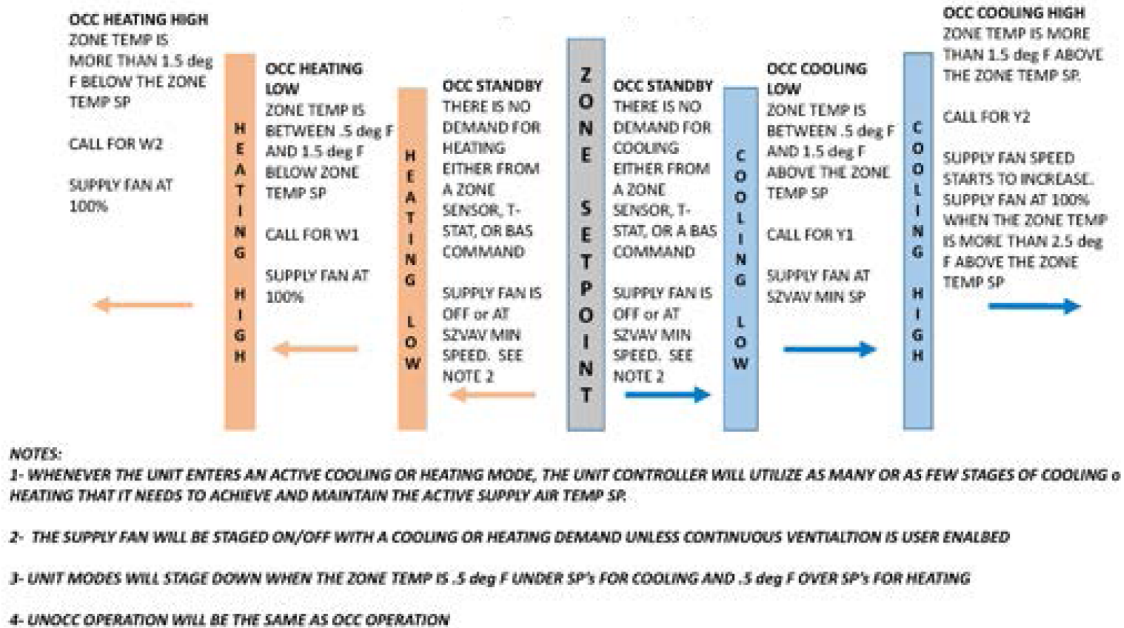 OCC HEATING HIGH
ZONE TEMP IS
MORE THAN 1.5 deg
F BELOW THE ZONE
TEMP SP
CALL FOR W2
SUPPLY FAN AT
100%
HEATING HIGH
OCC HEATING
LOW
ZONE TEMP IS
BETWEEN .5 deg F
AND 1.5 deg F
BELOW ZONE
TEMP SP
CALL FOR W1
SUPPLY FAN AT
100%
HEATING LOW
OCC STANDBY
THERE IS NO
DEMAND FOR
HEATING
EITHER FROM
A ZONE
SENSOR, T-
STAT, OR BAS
COMMAND
SUPPLY FAN IS
OFF or AT
SZVAV MIN
SPEED. SEE
NOTE 2
ZONE SETPOINT
OCC STANDBY
THERE IS NO
DEMAND FOR
COOLING
EITHER FROM
A ZONE
SENSOR, T-
STAT, OR A BAS
COMMAND
SUPPLY FAN IS
OFF or AT
SZVAV MIN
SPEED. SEE
NOTE 2
COOLING LOW
OCC COOLING
LOW
ZONE TEMP IS
BETWEEN .5 deg F
AND 1.5 deg F
ABOVE THE ZONE
TEMP SP
CALL FOR Y1
SUPPLY FAN AT
SZVAV MIN SP
COOLING HIGH
OCC COOLING HIGH
ZONE TEMP IS MORE
THAN 1.5 deg F ABOVE
THE ZONE TEMP SP.
CALL FOR Y2
SUPPLY FAN SPEED
STARTS TO INCREASE.
SUPPLY FAN AT 100%
WHEN THE ZONE TEMP
IS MORE THAN 2.5 deg
F ABOVE THE ZONE
TEMP SP
NOTES:
1- WHENEVER THE UNIT ENTERS AN ACTIVE COOLING OR HEATING MODE, THE UNIT CONTROLLER WILL UTILIZE AS MANY OR AS FEW STAGES OF COOLING o
HEATING THAT IT NEEDS TO ACHIEVE AND MAINTAIN THE ACTIVE SUPPLY AIR TEMP SP.
2- THE SUPPLY FAN WILL BE STAGED ON/OFF WITH A COOLING OR HEATING DEMAND UNLESS CONTINUOUS VENTIALTION IS USER ENALBED
3- UNIT MODES WILL STAGE DOWN WHEN THE ZONE TEMP IS .5 deg F UNDER SP's FOR COOLING AND .5 deg F OVER SP's FOR HEATING
4- UNOCC OPERATION WILL BE THE SAME AS OCC OPERATION